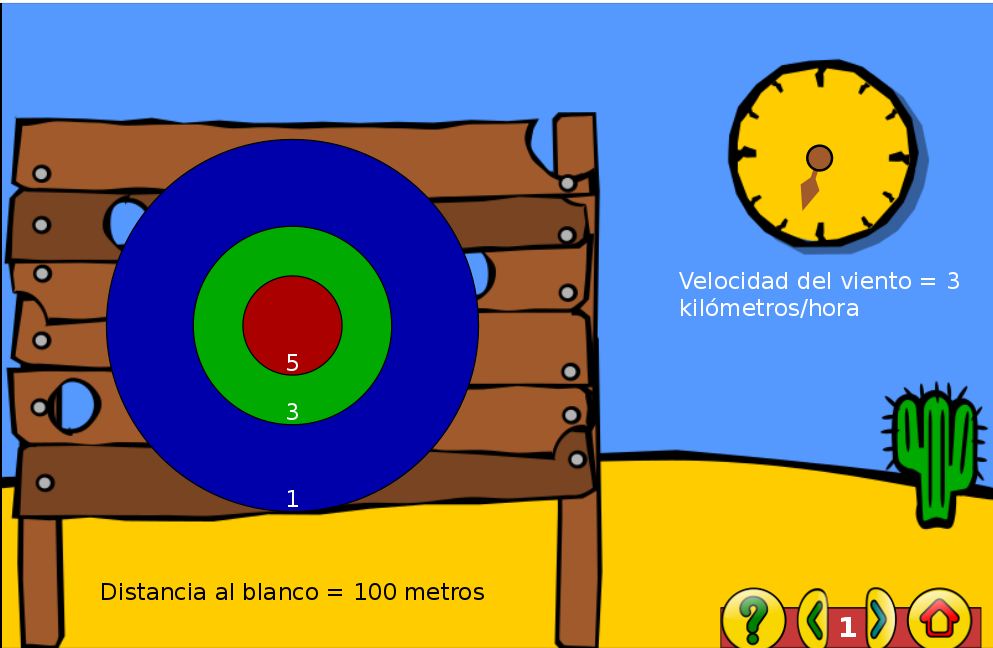 Velocidad del viento = 3
kilómetros/hora
5
3
1
Distancia al blanco = 100 metros
?
1